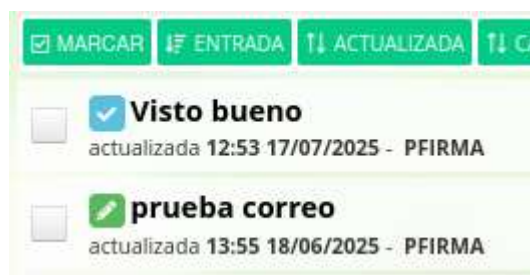 MARCAR ENTRADA ACTUALIZADA
Visto bueno
actualizada 12:53 17/07/2025 - PFIRMA
prueba correo
actualizada 13:55 18/06/2025 - PFIRMA